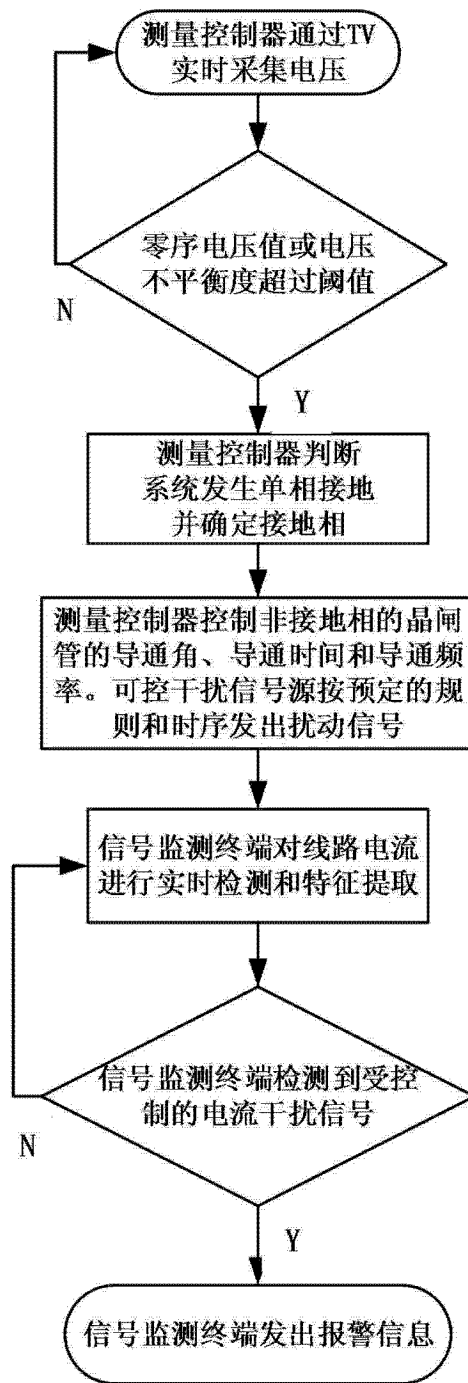 测量控制器通过TV
实时采集电压
零序电压值或电压
不平衡度超过阈值
N
Y
测量控制器判断
系统发生单相接地
并确定接地相
测量控制器控制非接地相的晶闸
管的导通角、导通时间和导通频
率。可控干扰信号源按预定的规
则和时序发出扰动信号
信号监测终端对线路电流
进行实时检测和特征提取
信号监测终端检测到受控
制的电流干扰信号
N
Y
信号监测终端发出报警信息